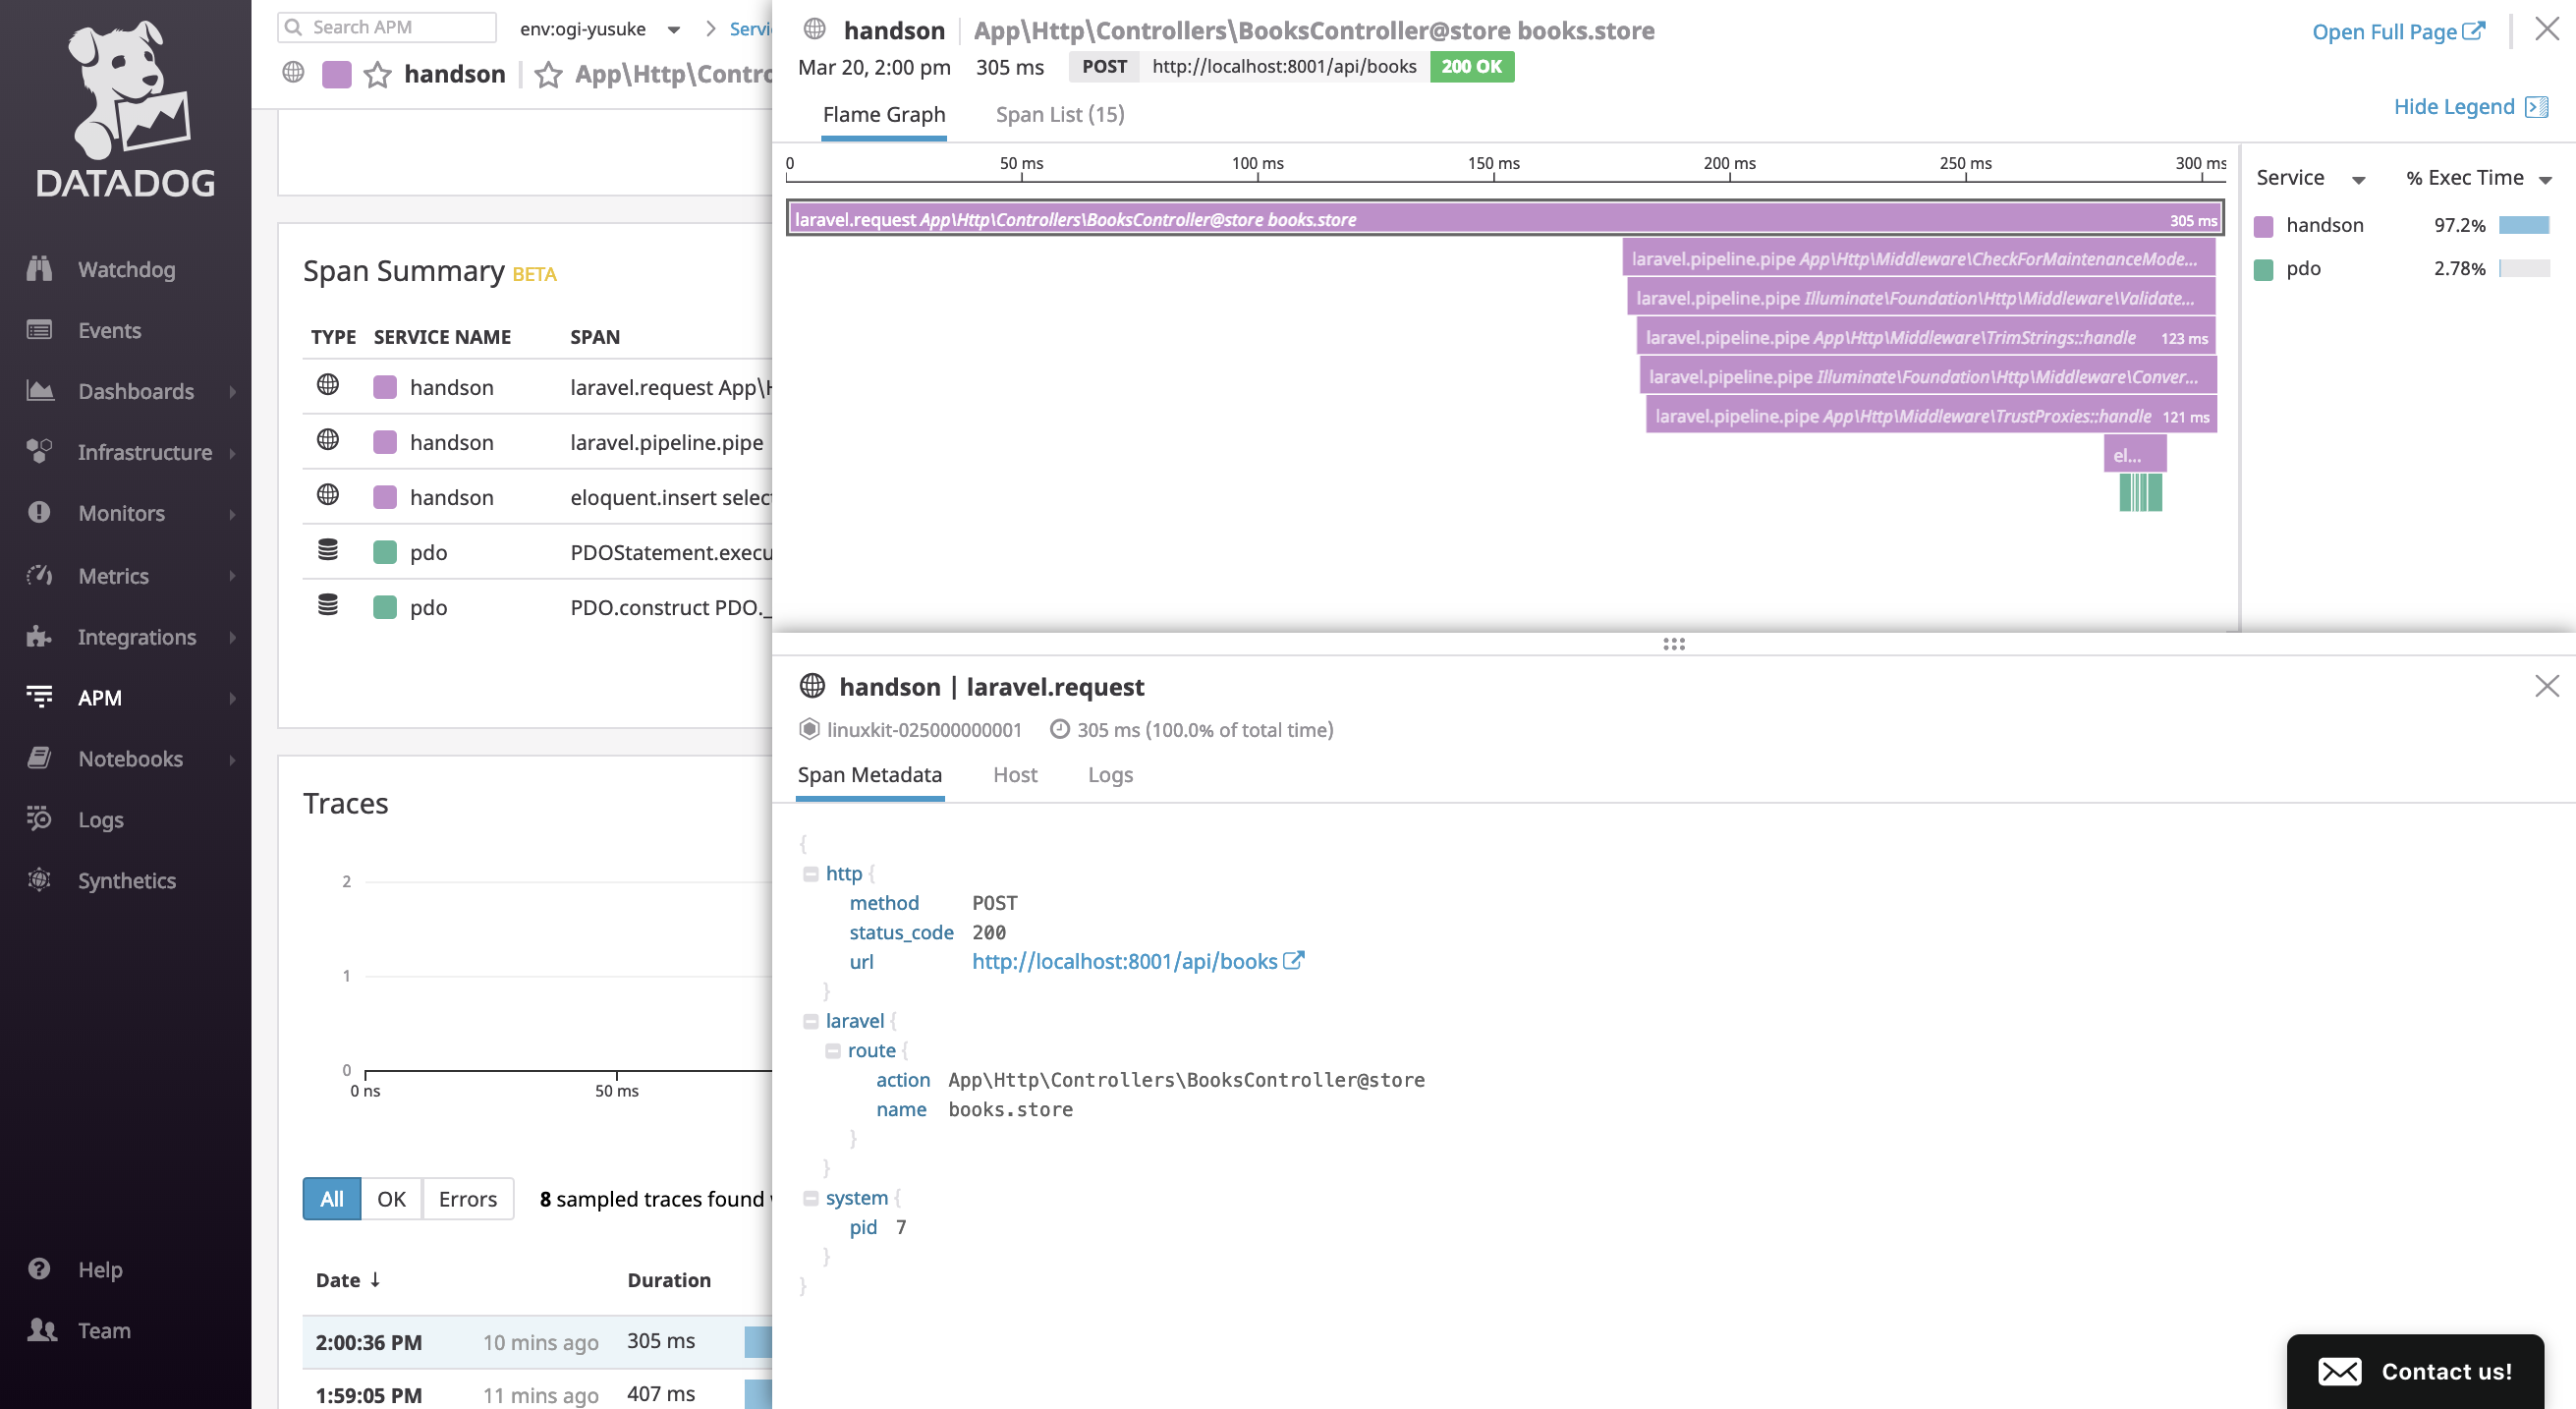 DATADOG
Watchdog
Events
Dashboards
Infrastructure
Monitors
Metrics
Integrations
APM
Notebooks
Logs
Synthetics
Help
Team
Search APM
env:ogi-yusuke
handson
Span Summary BETA
TYPE SERVICE NAME SPAN
handson laravel.request
handson laravel.pipeline.pipe
handson eloquent.insert
pdo
pdo PDO.construct
Traces
2
1
0
0 ns 50 ms
All OK Errors 8 sampled traces found
Date Duration
2:00:36 PM 10 mins ago 305 ms
1:59:05 PM 11 mins ago 407 ms
handson App\Http\Controllers\BooksController@store books.store
Open Full Page
Mar 20, 2:00 pm 305 ms POST http://localhost:8001/api/books 200 OK
Flame Graph Span List (15)
Hide Legend
0 50 ms 100 ms 150 ms 200 ms 250 ms 300 ms
laravel.request App\Http\Controllers\BooksController@store books.store 305 ms
laravel.pipeline.pipe App\Http\Middleware\CheckForMaintenanceMode...
laravel.pipeline.pipe Illuminate\Foundation\Http\Middleware\Validate...
laravel.pipeline.pipe App\Http\Middleware\TrimStrings::handle 123 ms
laravel.pipeline.pipe Illuminate\Foundation\Http\Middleware\Conver...
laravel.pipeline.pipe App\Http\Middleware\TrustProxies::handle 121 ms
el...
Service % Exec Time
handson 97.2%
pdo 2.78%
handson | laravel.request
linuxkit-025000000001 305 ms (100.0% of total time)
Span Metadata Host Logs
{
http {
method POST
status_code 200
url http://localhost:8001/api/books
}
laravel {
route {
action App\Http\Controllers\BooksController@store
name books.store
}
}
system {
pid 7
}
}
Contact us!